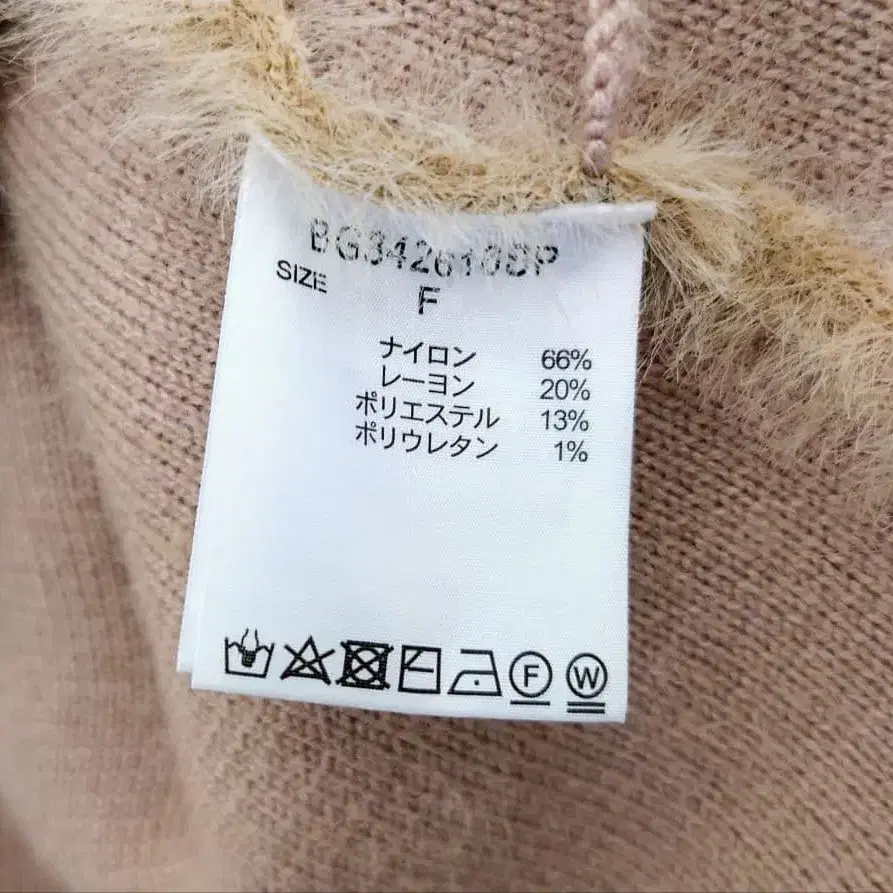 BG3426108P
SIZE
F
ナイロン 66%
レーヨン 20%
ポリエステル 13%
ポリウレタン 1%
F W